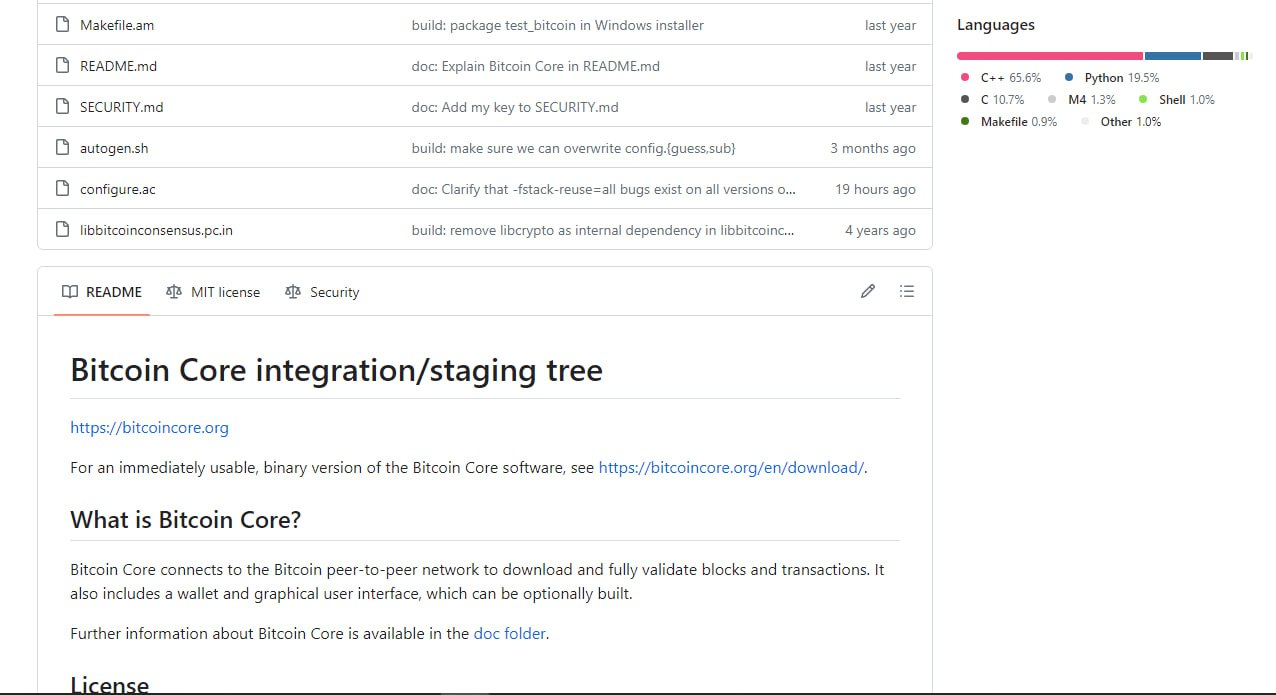 Makefile.am build: package test_bitcoin in Windows installer last year
README.md doc: Explain Bitcoin Core in README.md last year
SECURITY.md doc: Add my key to SECURITY.md last year
autogen.sh build: make sure we can overwrite config.{guess,sub} 3 months ago
configure.ac doc: Clarify that -fstack-reuse=all bugs exist on all versions o... 19 hours ago
libbitcoinconsensus.pc.in build: remove libcrypto as internal dependency in libbitcoinc... 4 years ago
README MIT license Security
Bitcoin Core integration/staging tree
https://bitcoincore.org
For an immediately usable, binary version of the Bitcoin Core software, see https://bitcoincore.org/en/download/.
What is Bitcoin Core?
Bitcoin Core connects to the Bitcoin peer-to-peer network to download and fully validate blocks and transactions. It
also includes a wallet and graphical user interface, which can be optionally built.
Further information about Bitcoin Core is available in the doc folder.
License
Languages
C++ 65.6% Python 19.5%
C 10.7% M4 1.3% Shell 1.0%
Makefile 0.9% Other 1.0%